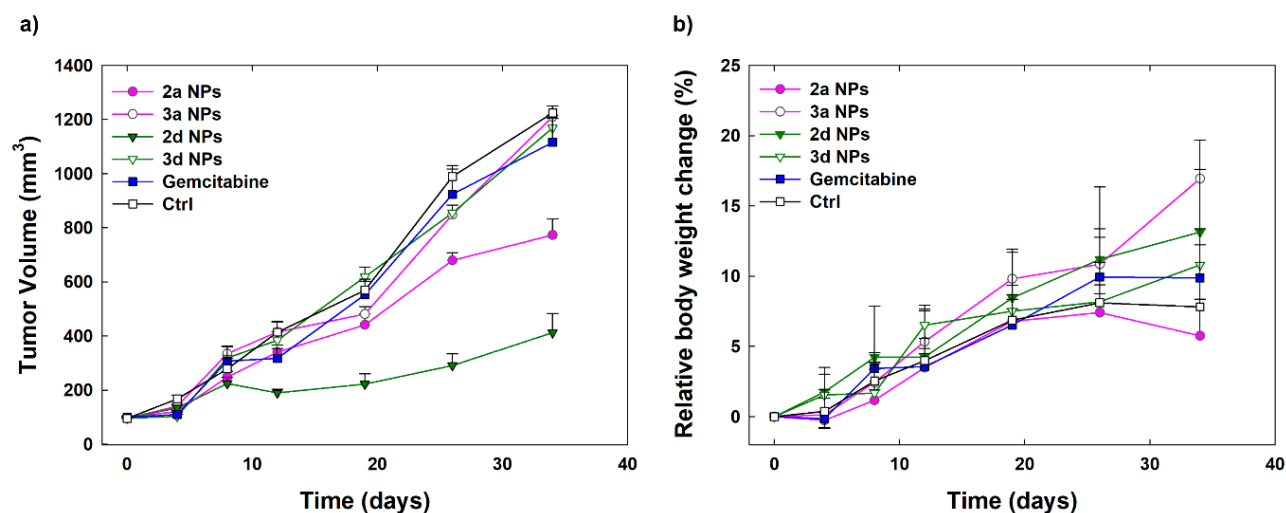 a)
Tumor Volume (mm³)
1400
1200
1000
800
600
400
200
0
2a NPs
3a NPs
2d NPs
3d NPs
Gemcitabine
Ctrl
0 10 20 30 40
Time (days)
b)
Relative body weight change (%)
25
20
15
10
5
0
2a NPs
3a NPs
2d NPs
3d NPs
Gemcitabine
Ctrl
0 10 20 30 40
Time (days)